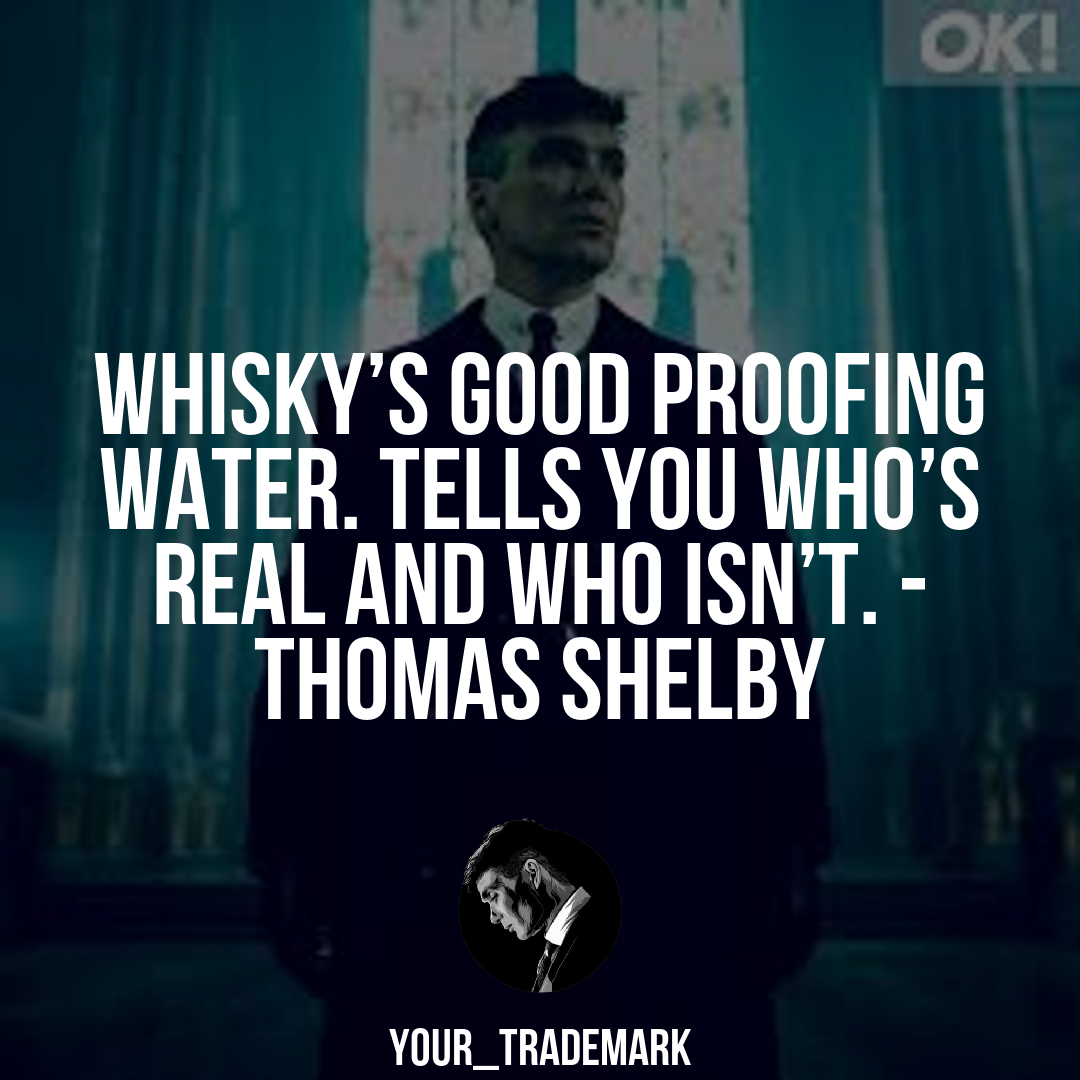 OK!
WHISKY’S GOOD PROOFING
WATER. TELLS YOU WHO’S
REAL AND WHO ISN’T. -
THOMAS SHELBY
YOUR_TRADEMARK